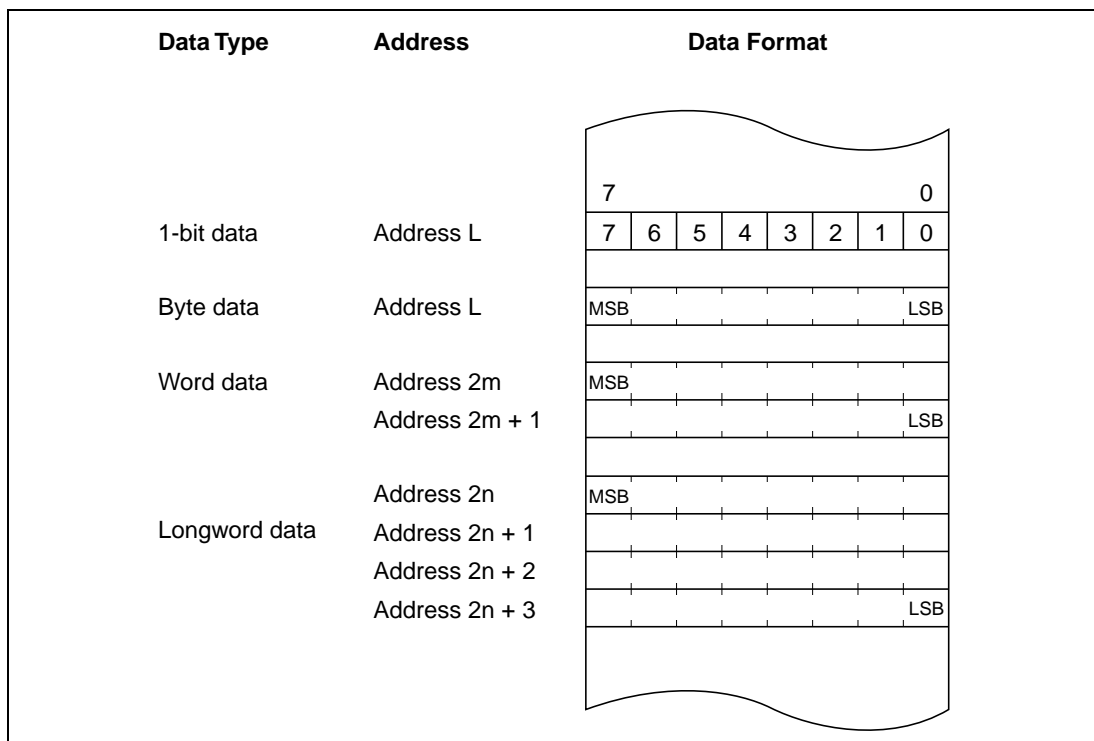 Data Type Address Data Format
7 0
1-bit data Address L 7 6 5 4 3 2 1 0
Byte data Address L MSB LSB
Word data Address 2m MSB
Address 2m + 1 LSB
Address 2n MSB
Longword data Address 2n + 1
Address 2n + 2
Address 2n + 3 LSB